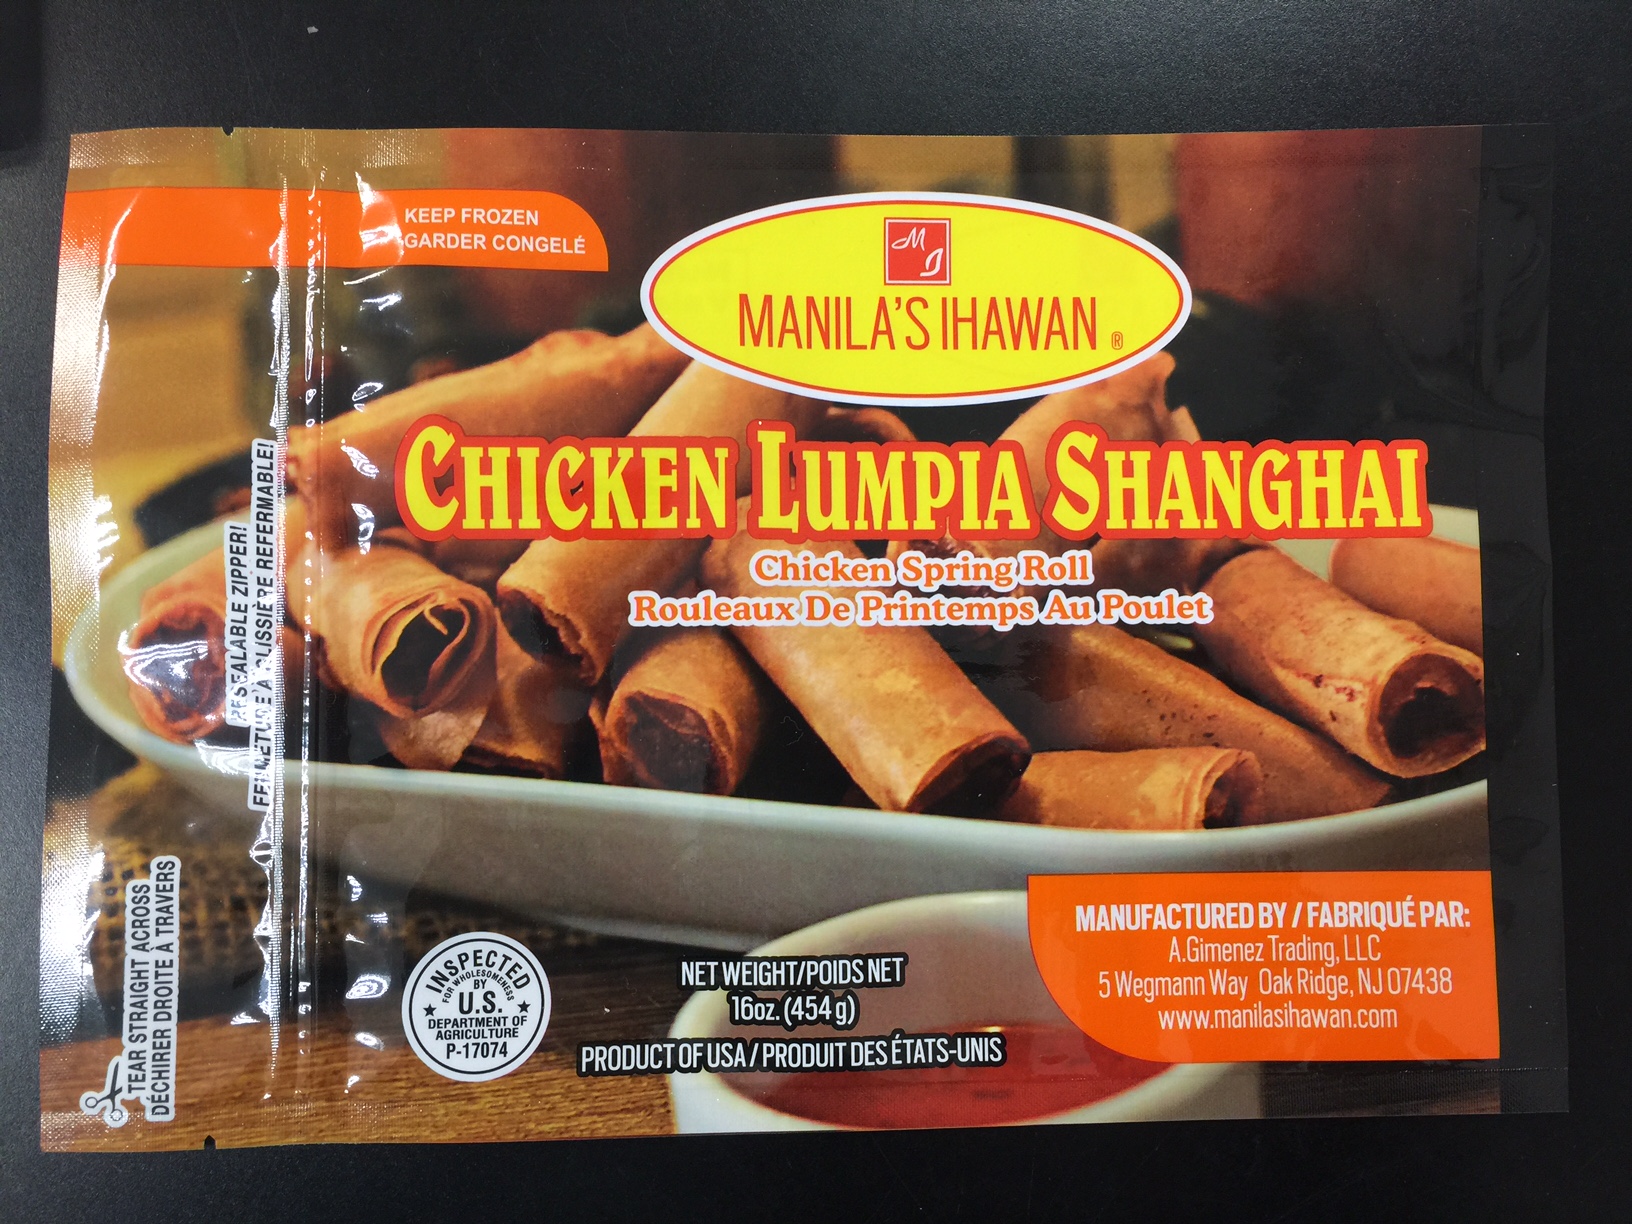 KEEP FROZEN
GARDER CONGELÉ
MJ
MANILA'S IHAWAN ®
CHICKEN LUMPIA SHANGHAI
Chicken Spring Roll
Rouleaux De Printemps Au Poulet
RESEALABLE ZIPPER!
FERMETURE À GLISSIÈRE REFERMABLE!
TEAR STRAIGHT ACROSS
DÉCHIRER DROITE À TRAVERS
INSPECTED
FOR WHOLESOMENESS
BY
U.S.
DEPARTMENT OF
AGRICULTURE
P-17074
NET WEIGHT/POIDS NET
16oz. (454 g)
PRODUCT OF USA / PRODUIT DES ÉTATS-UNIS
MANUFACTURED BY / FABRIQUÉ PAR:
A.Gimenez Trading, LLC
5 Wegmann Way Oak Ridge, NJ 07438
www.manilasihawan.com